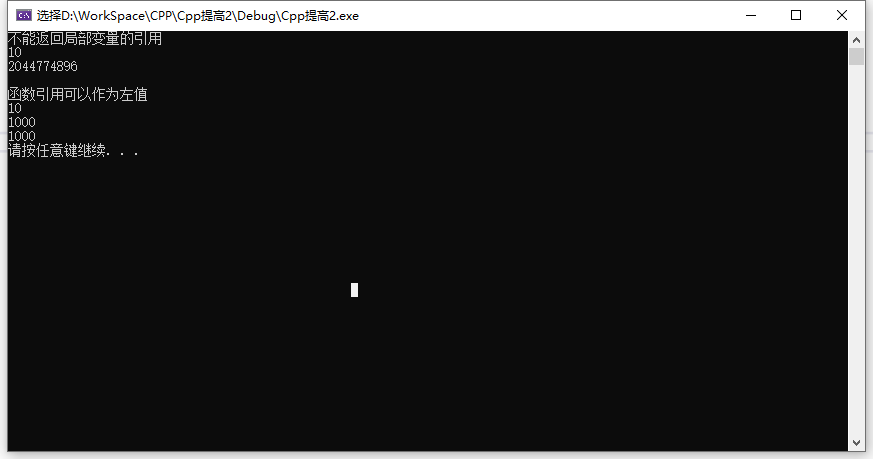 选择D:\WorkSpace\CPP\Cpp提高2\Debug\Cpp提高2.exe
不能返回局部变量的引用
10
2044774896
函数引用可以作为左值
10
1000
1000
请按任意键继续. . .